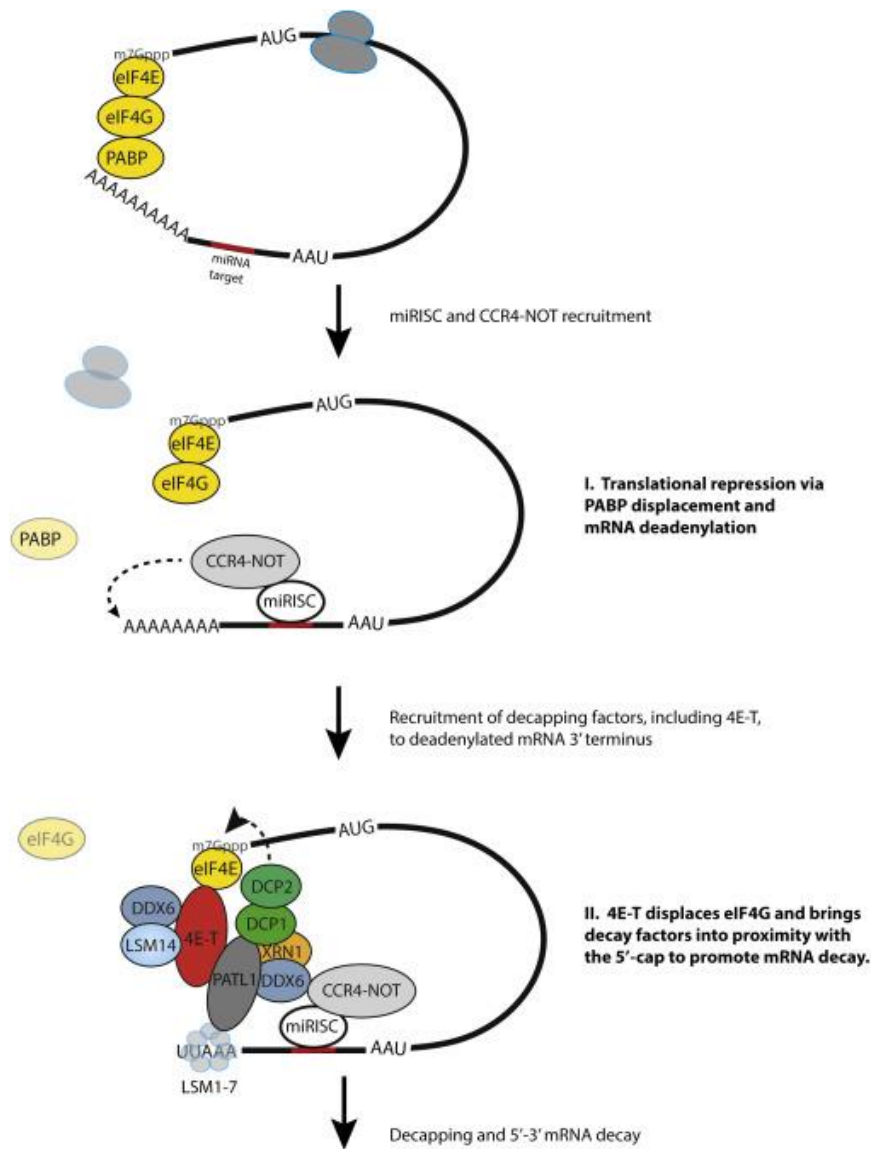 AUG
m7Gppp
eIF4E
eIF4G
PABP
AAAAAAAAAA
miRNA
target
AAU
miRISC and CCR4-NOT recruitment
AUG
m7Gppp
eIF4E
eIF4G
I. Translational repression via
PABP displacement and
mRNA deadenylation
PABP
CCR4-NOT
miRISC
AAAAAAAA
AAU
Recruitment of decapping factors, including 4E-T,
to deadenylated mRNA 3' terminus
eIF4G
AUG
m7Gppp
eIF4E
DCP2
DDX6
DCP1
4E-T
LSM14
XRN1
PATL1
DDX6
CCR4-NOT
II. 4E-T displaces eIF4G and brings
decay factors into proximity with
the 5'-cap to promote mRNA decay.
miRISC
UUAAA
AAU
LSM1-7
Decapping and 5'-3' mRNA decay